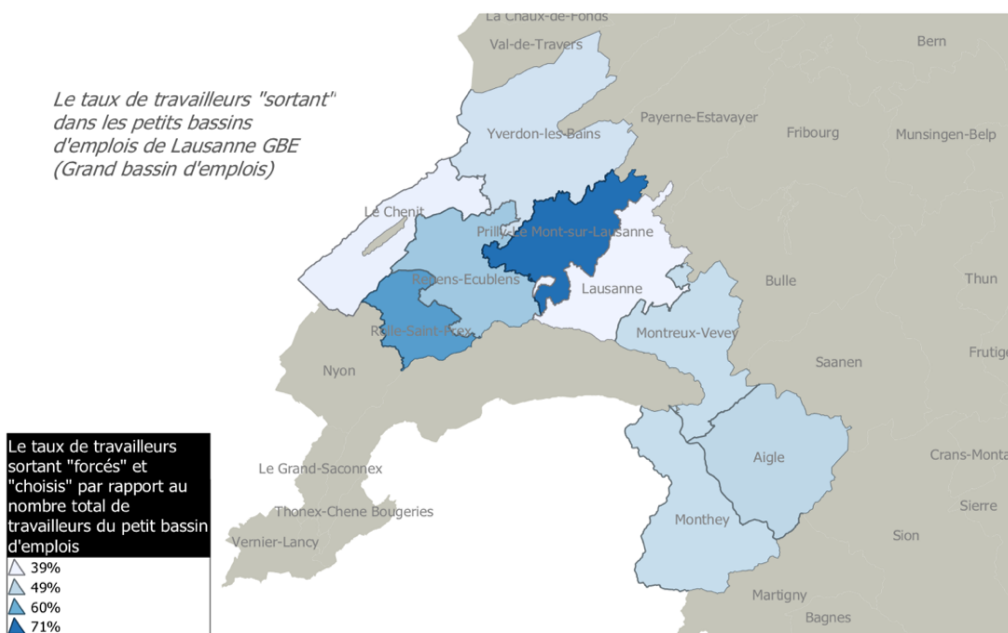 La Chaux-de-Fonds
Val-de-Travers
Bern
Le taux de travailleurs "sortant"
dans les petits bassins
d'emplois de Lausanne GBE
(Grand bassin d'emplois)
Payerne-Estavayer
Yverdon-les-Bains
Fribourg
Munsingen-Belp
Le Chenit
Prilly-Le Mont-sur-Lausanne
Renens-Ecublens
Lausanne
Bulle
Thun
Rolle-Saint-Prex
Montreux-Vevey
Saanen
Frutige
Nyon
Aigle
Crans-Monta
Le Grand-Saconnex
Sierre
Thonex-Chene Bougeries
Monthey
Sion
Vernier-Lancy
Martigny
Bagnes
Le taux de travailleurs
sortant "forcés" et
"choisis" par rapport au
nombre total de
travailleurs du petit bassin
d'emplois
39%
49%
60%
71%